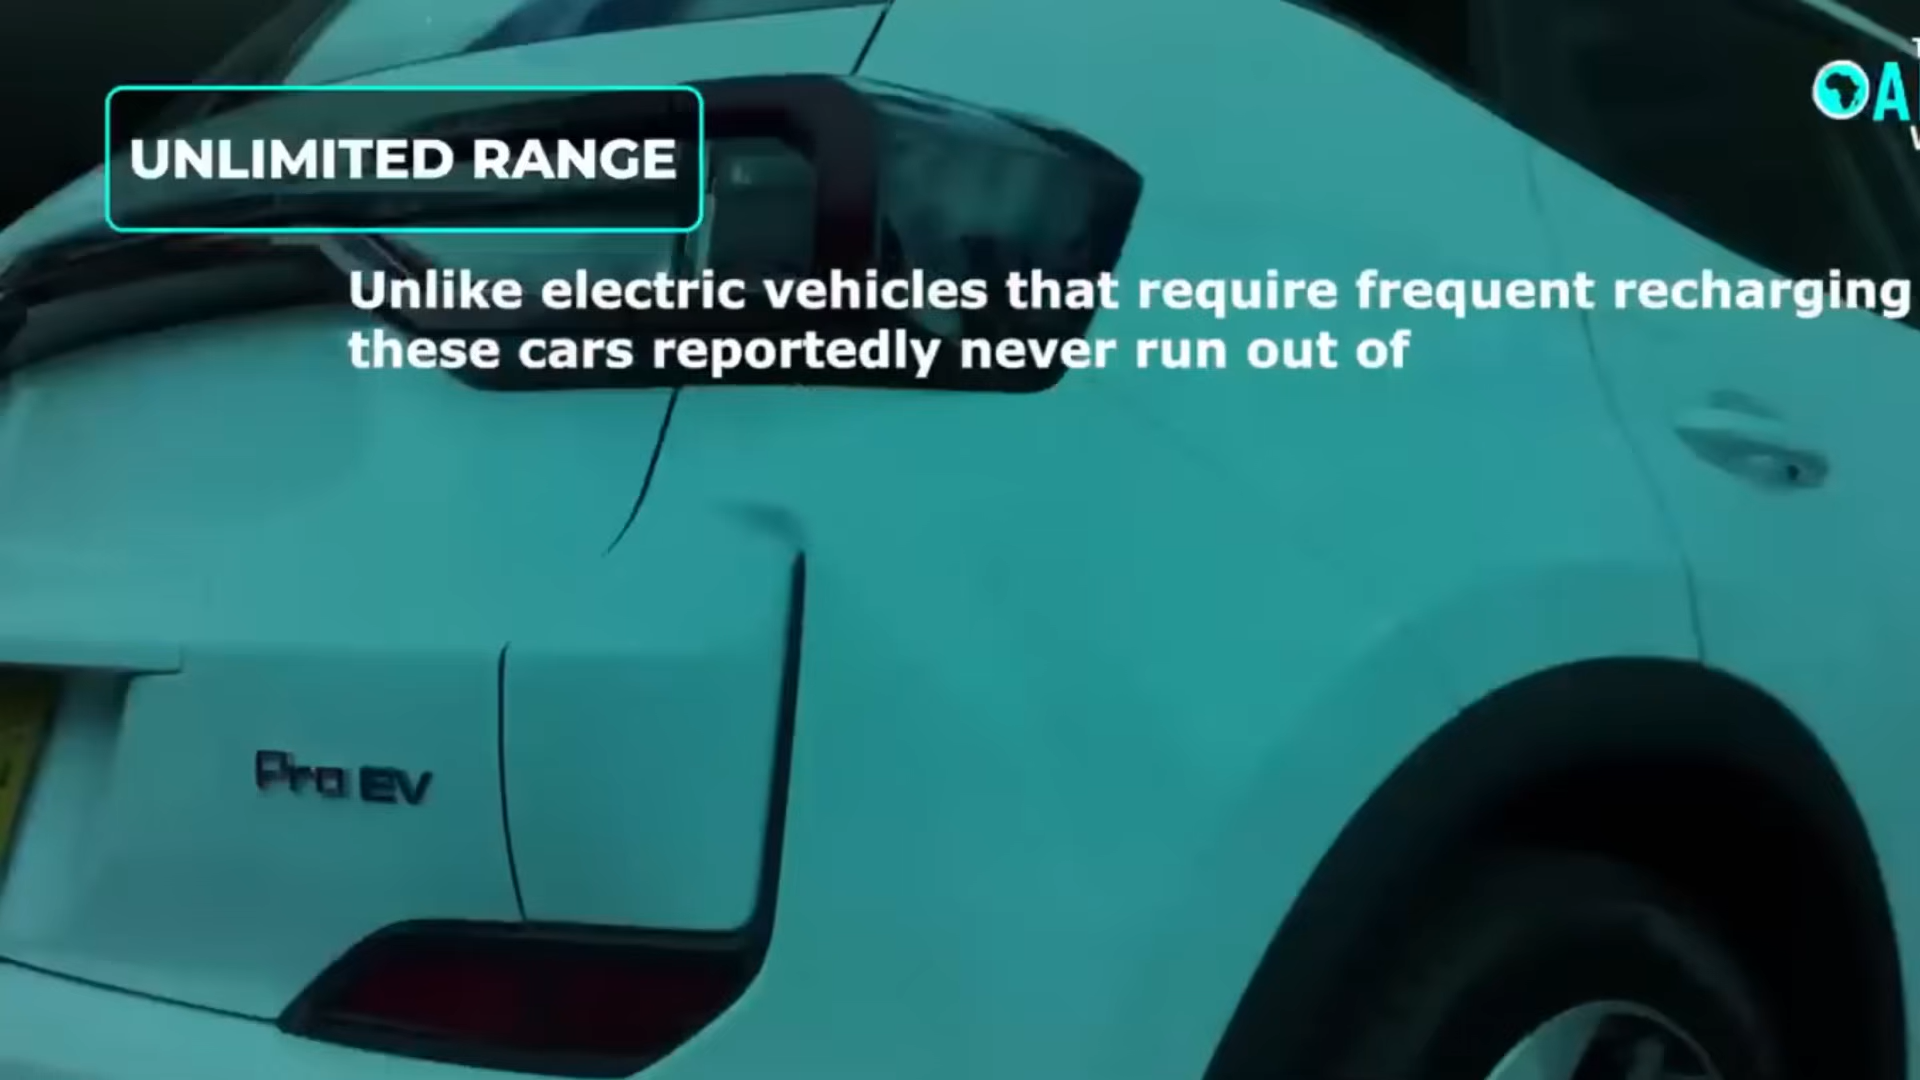 UNLIMITED RANGE
Unlike electric vehicles that require frequent recharging
these cars reportedly never run out of
Pro EV